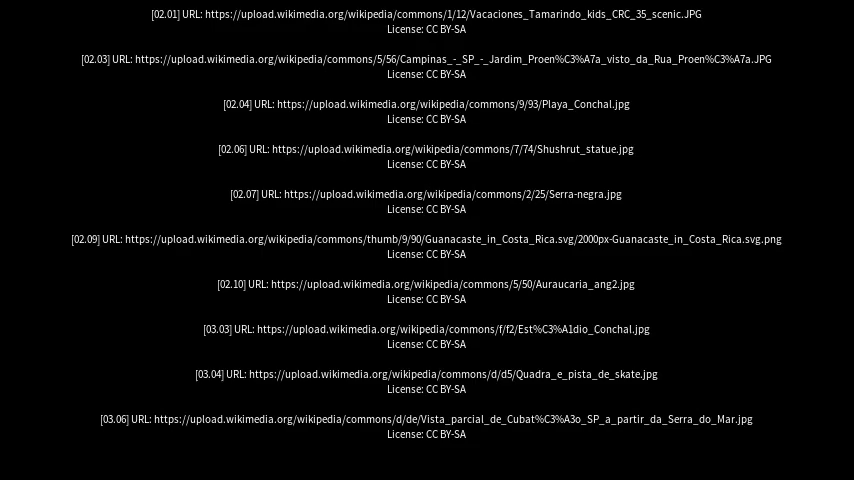 [02.01] URL: https://upload.wikimedia.org/wikipedia/commons/1/12/Vacaciones_Tamarindo_kids_CRC_35_scenic.JPG
License: CC BY-SA
[02.03] URL: https://upload.wikimedia.org/wikipedia/commons/5/56/Campinas_-_SP_-_Jardim_Proen%C3%A7a_visto_da_Rua_Proen%C3%A7a.JPG
License: CC BY-SA
[02.04] URL: https://upload.wikimedia.org/wikipedia/commons/9/93/Playa_Conchal.jpg
License: CC BY-SA
[02.06] URL: https://upload.wikimedia.org/wikipedia/commons/7/74/Shushrut_statue.jpg
License: CC BY-SA
[02.07] URL: https://upload.wikimedia.org/wikipedia/commons/2/25/Serra-negra.jpg
License: CC BY-SA
[02.09] URL: https://upload.wikimedia.org/wikipedia/commons/thumb/9/90/Guanacaste_in_Costa_Rica.svg/2000px-Guanacaste_in_Costa_Rica.svg.png
License: CC BY-SA
[02.10] URL: https://upload.wikimedia.org/wikipedia/commons/5/50/Auraucaria_ang2.jpg
License: CC BY-SA
[03.03] URL: https://upload.wikimedia.org/wikipedia/commons/f/f2/Est%C3%A1dio_Conchal.jpg
License: CC BY-SA
[03.04] URL: https://upload.wikimedia.org/wikipedia/commons/d/d5/Quadra_e_pista_de_skate.jpg
License: CC BY-SA
[03.06] URL: https://upload.wikimedia.org/wikipedia/commons/d/de/Vista_parcial_de_Cubat%C3%A3o_SP_a_partir_da_Serra_do_Mar.jpg
License: CC BY-SA